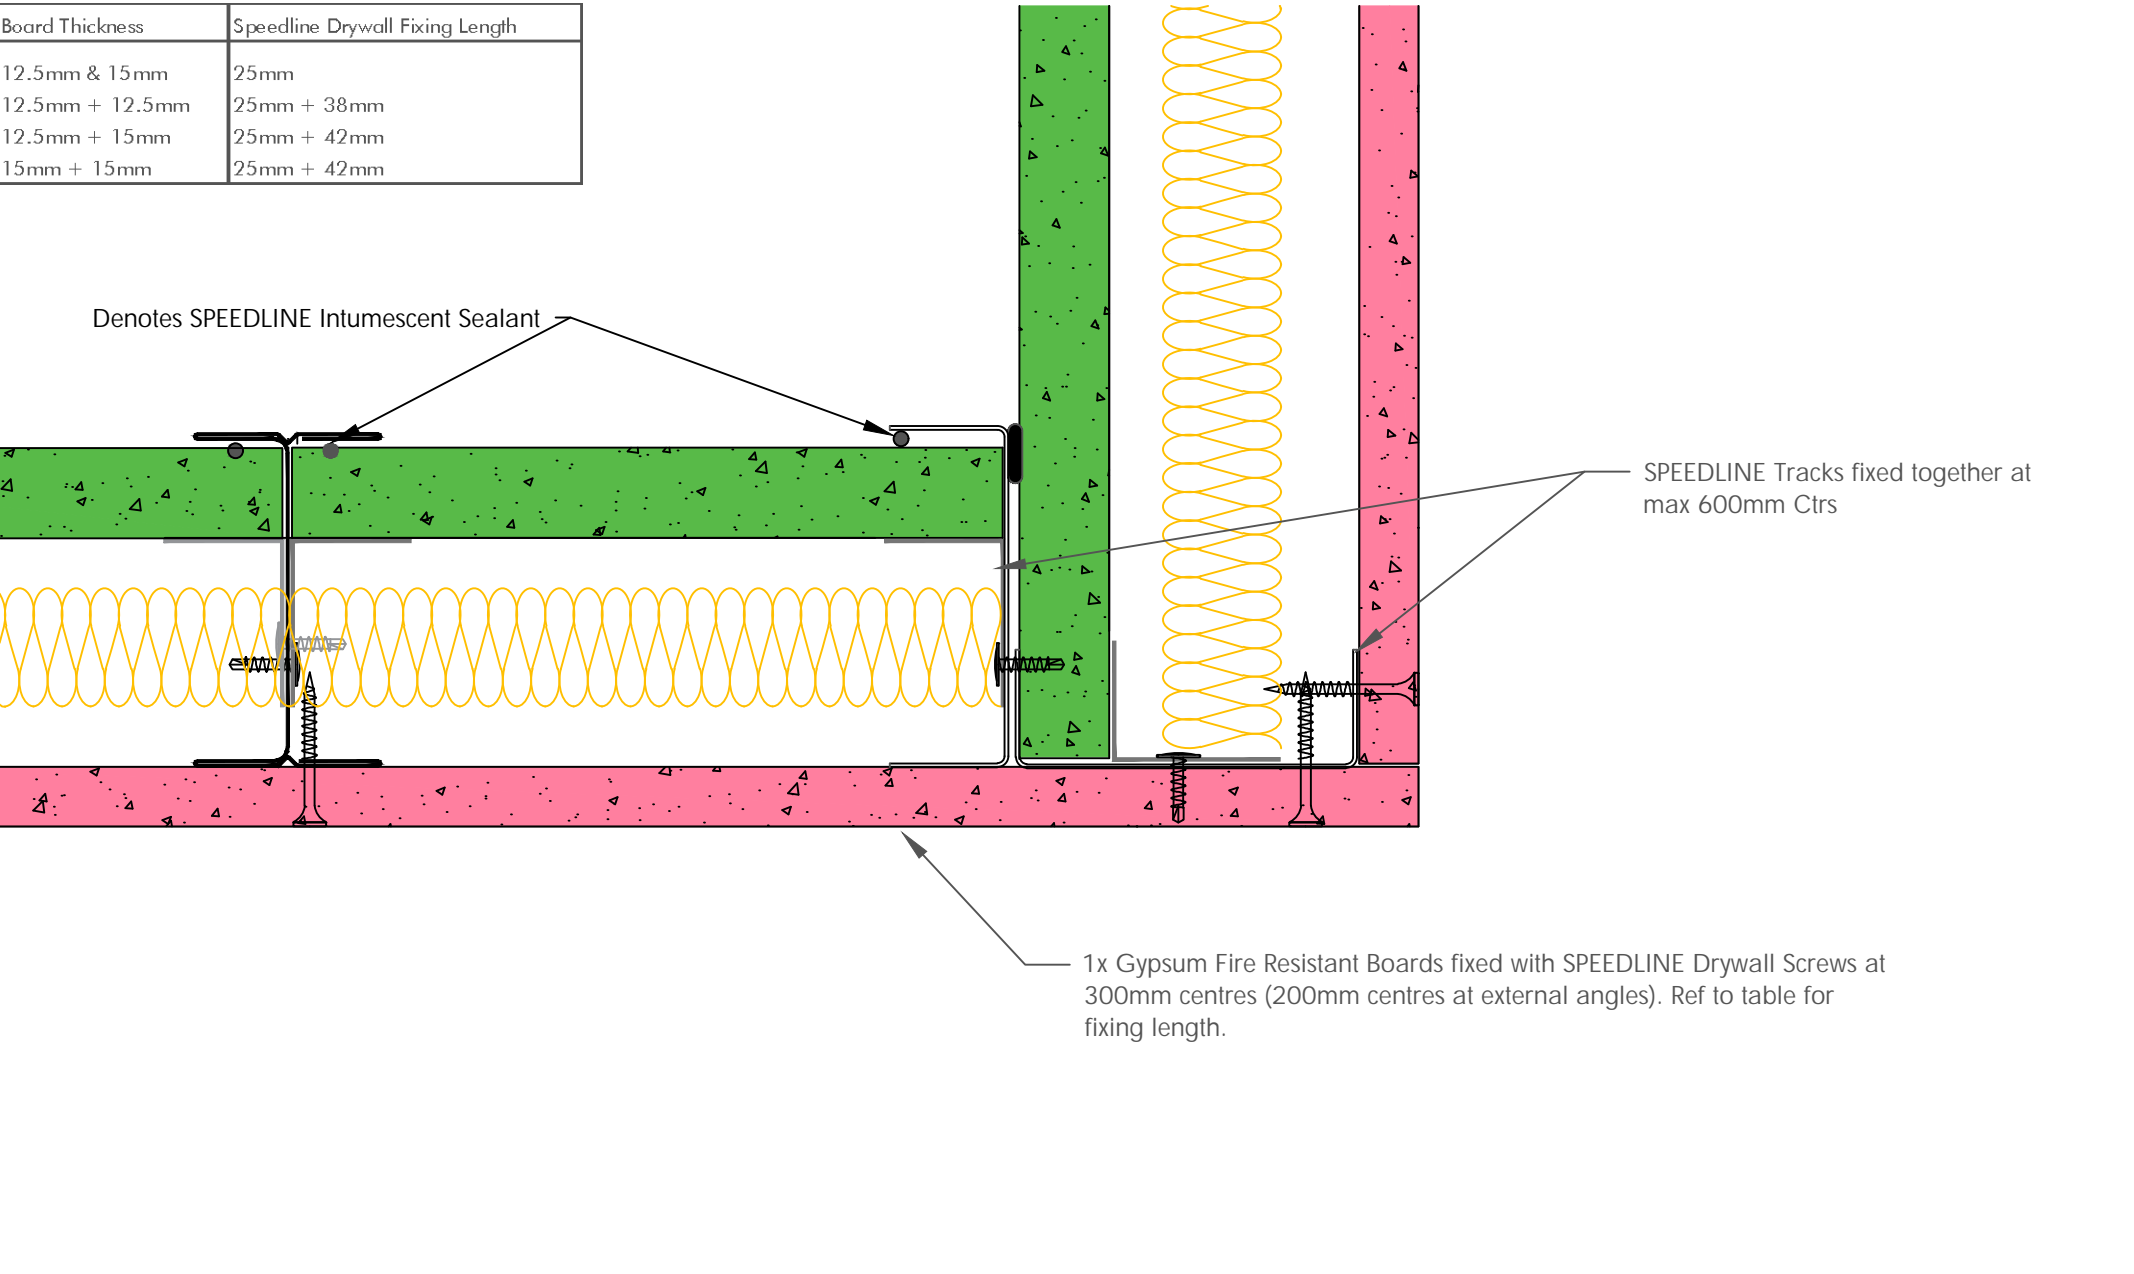 Board Thickness Speedline Drywall Fixing Length
12.5mm & 15mm 25mm
12.5mm + 12.5mm 25mm + 38mm
12.5mm + 15mm 25mm + 42mm
15mm + 15mm 25mm + 42mm
Denotes SPEEDLINE Intumescent Sealant
SPEEDLINE Tracks fixed together at
max 600mm Ctrs
1x Gypsum Fire Resistant Boards fixed with SPEEDLINE Drywall Screws at
300mm centres (200mm centres at external angles). Ref to table for
fixing length.